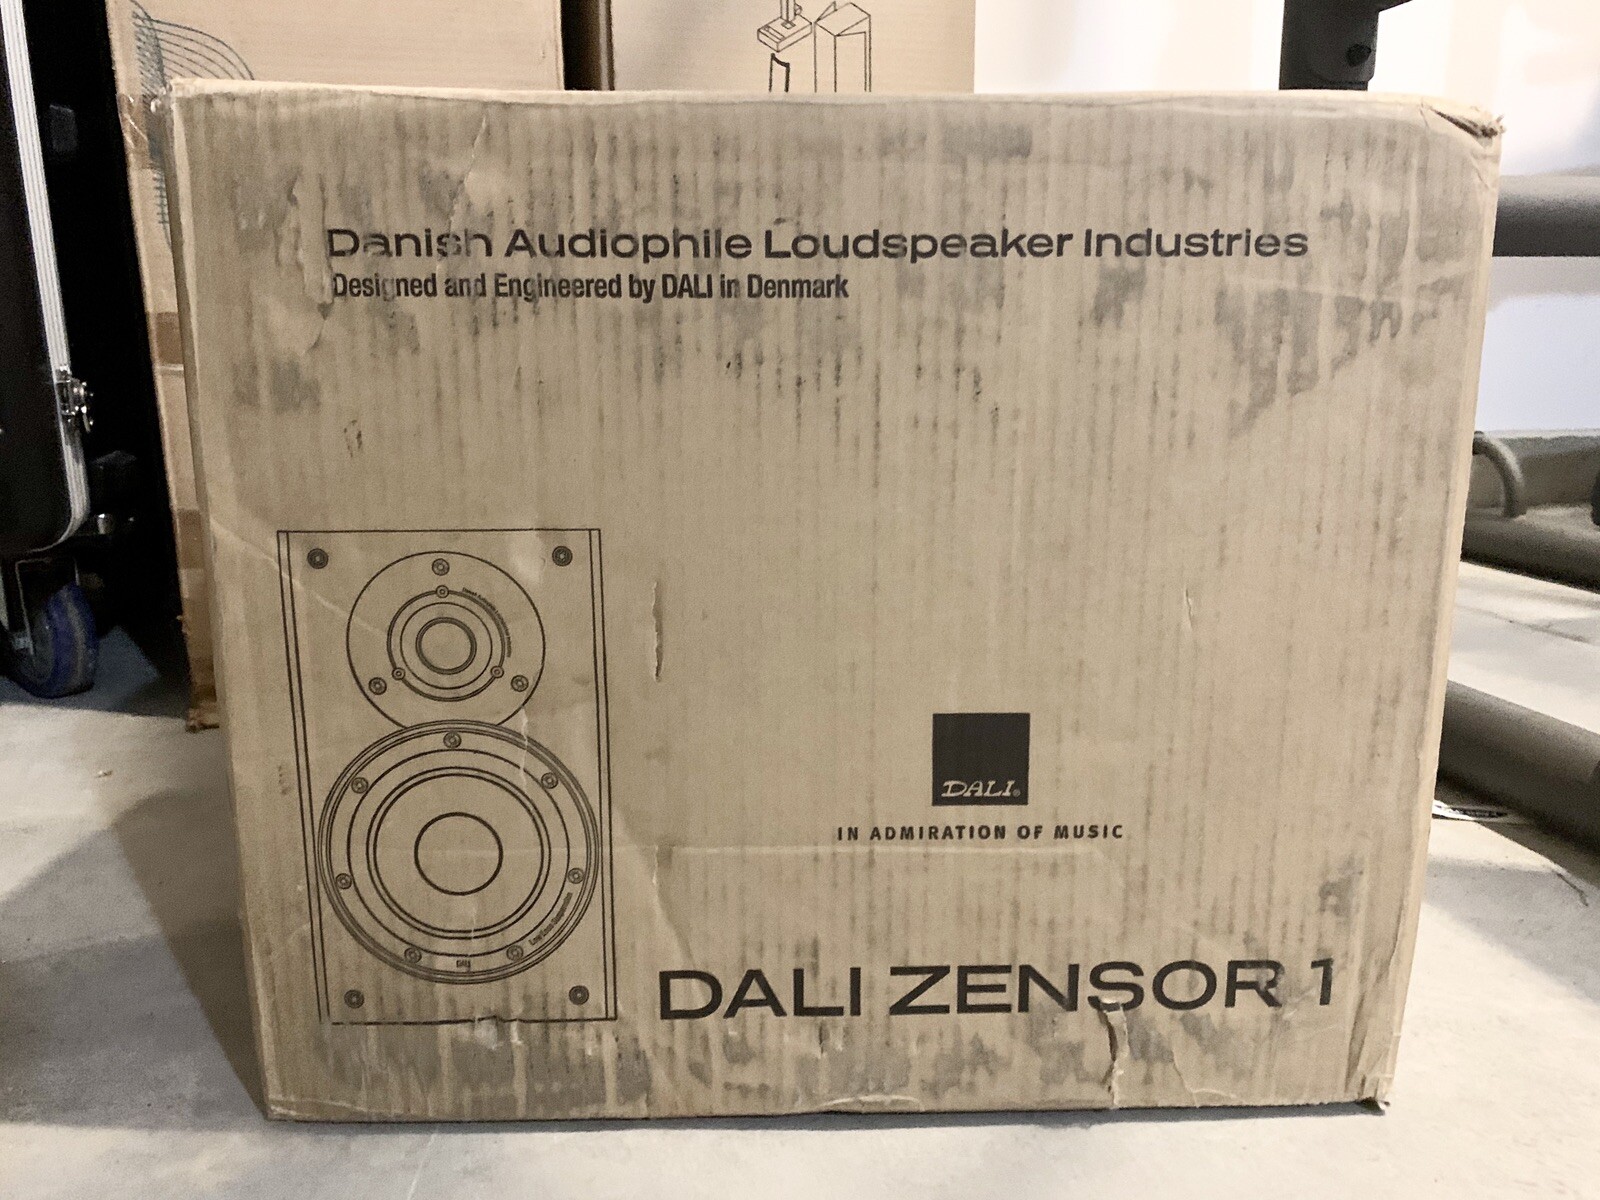 Danish Audiophile Loudspeaker Industries
Designed and Engineered by DALI in Denmark
DALI
IN ADMIRATION OF MUSIC
DALI
DALI ZENSOR 1